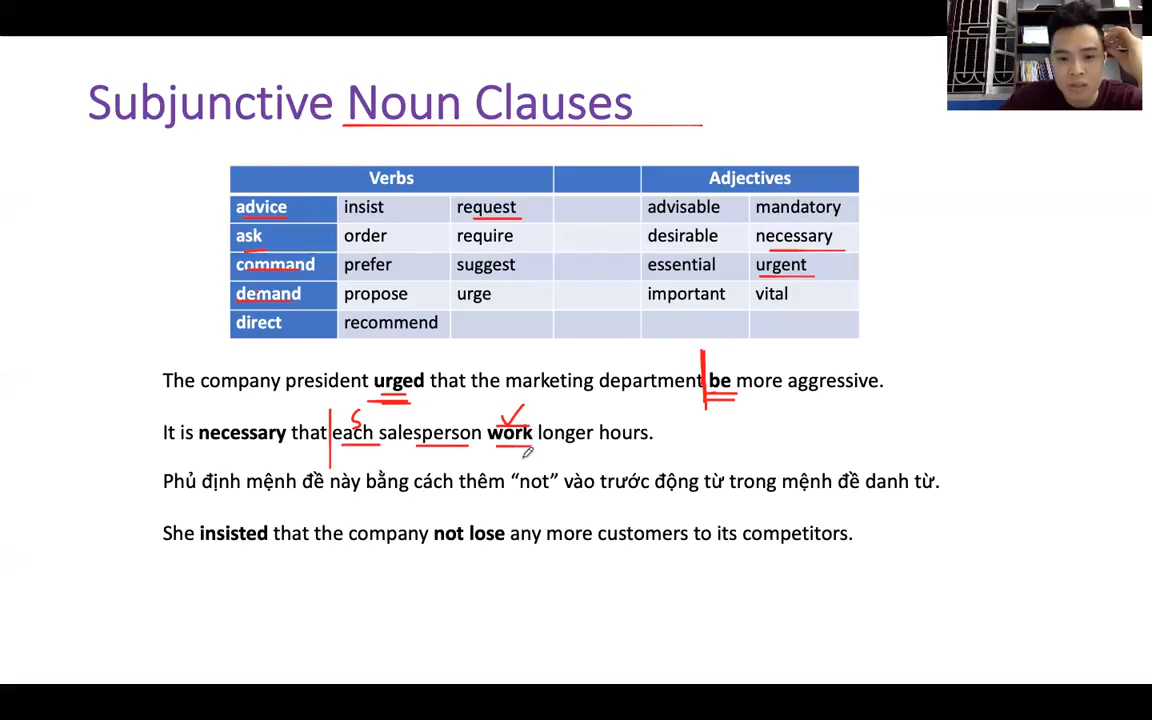 Subjunctive Noun Clauses
Verbs Adjectives
advice insist request advisable mandatory
ask order require desirable necessary
command prefer suggest essential urgent
demand propose urge important vital
direct recommend
The company president urged that the marketing department be more aggressive.
S
It is necessary that each salesperson work longer hours.
Phủ định mệnh đề này bằng cách thêm “not” vào trước động từ trong mệnh đề danh từ.
She insisted that the company not lose any more customers to its competitors.